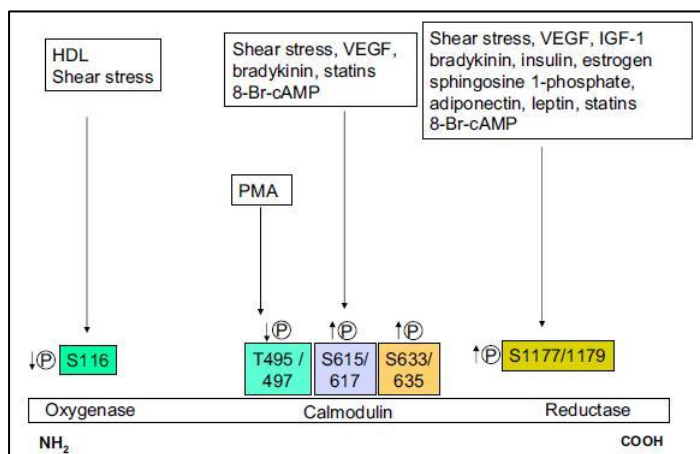 HDL
Shear stress
Shear stress, VEGF,
bradykinin, statins
8-Br-cAMP
Shear stress, VEGF, IGF-1
bradykinin, insulin, estrogen
sphingosine 1-phosphate,
adiponectin, leptin, statins
8-Br-cAMP
PMA
↓Ⓟ S116
↓Ⓟ
T495 /
497
↑Ⓟ
S615/
617
↑Ⓟ
S633/
635
↑Ⓟ S1177/1179
Oxygenase Calmodulin Reductase
NH₂ COOH